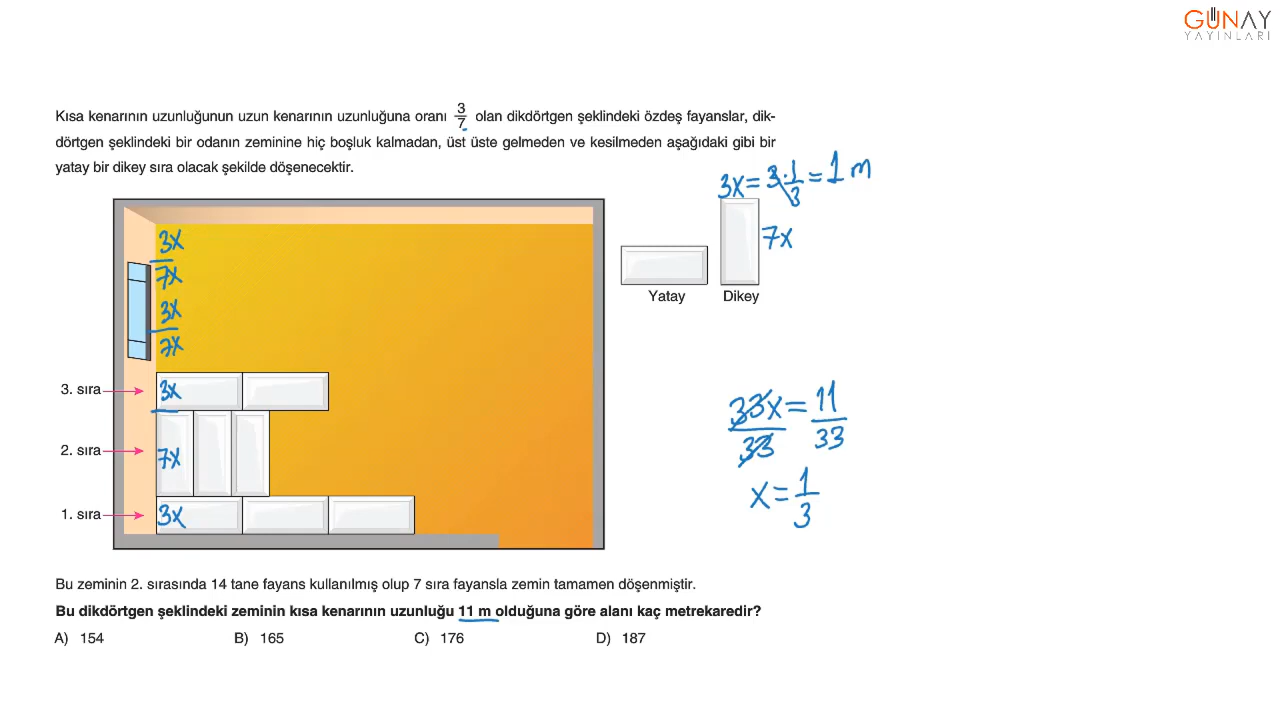 GÜNAY
YAYINLARI
Kısa kenarının uzunluğunun uzun kenarının uzunluğuna oranı 3/7 olan dikdörtgen şeklindeki özdeş fayanslar, dik-
dörtgen şeklindeki bir odanın zeminine hiç boşluk kalmadan, üst üste gelmeden ve kesilmeden aşağıdaki gibi bir
yatay bir dikey sıra olacak şekilde döşenecektir.
3x = 3·1/3 = 1 m
7x
Yatay
Dikey
3x
7x
3x
7x
3. sıra
3x
2. sıra
7x
1. sıra
3x
33x/33 = 11/33
x = 1/3
Bu zeminin 2. sırasında 14 tane fayans kullanılmış olup 7 sıra fayansla zemin tamamen döşenmiştir.
Bu dikdörtgen şeklindeki zeminin kısa kenarının uzunluğu 11 m olduğuna göre alanı kaç metrekaredir?
A) 154
B) 165
C) 176
D) 187